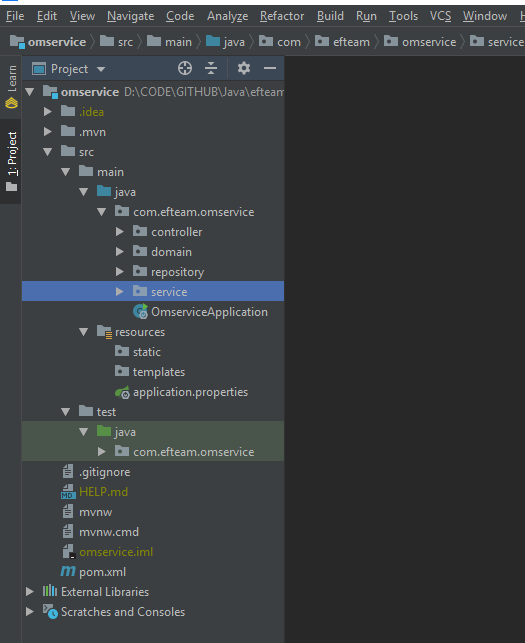 File Edit View Navigate Code Analyze Refactor Build Run Tools VCS Window H
omservice src main java com efteam omservice service
Learn
1: Project
Project
omservice D:\CODE\GITHUB\Java\efteam
.idea
.mvn
src
main
java
com.efteam.omservice
controller
domain
repository
service
OmserviceApplication
resources
static
templates
application.properties
test
java
com.efteam.omservice
.gitignore
HELP.md
mvnw
mvnw.cmd
omservice.iml
m pom.xml
External Libraries
Scratches and Consoles